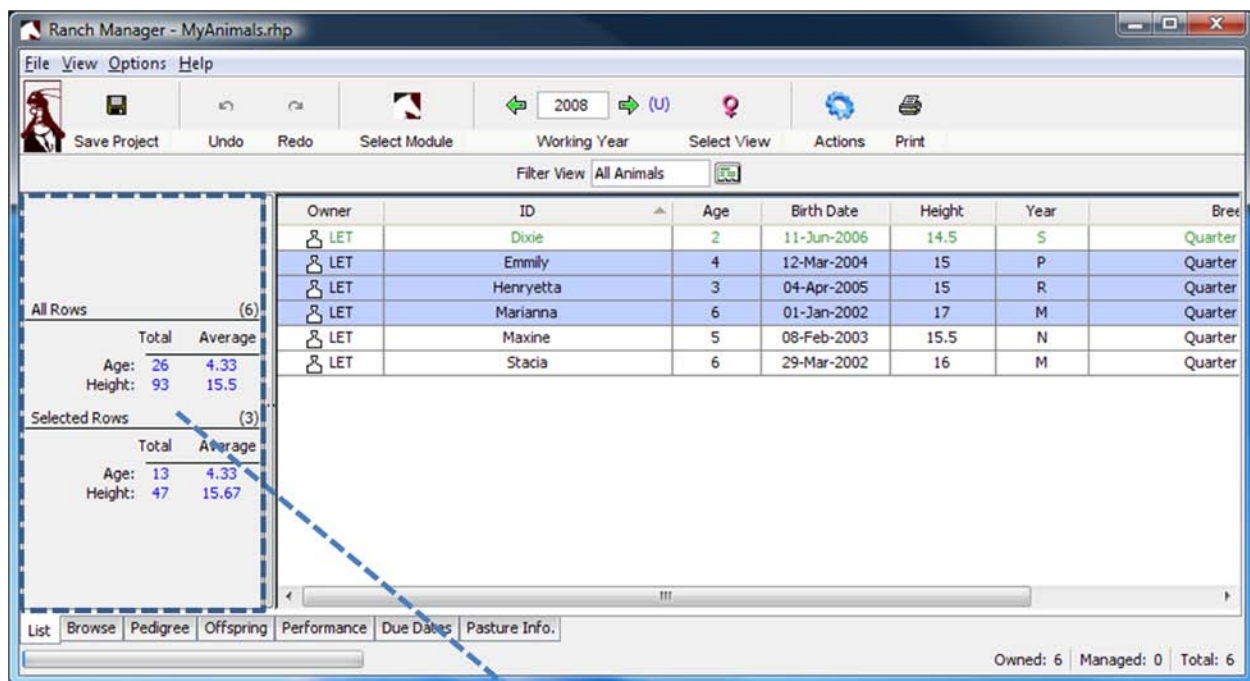 Ranch Manager - MyAnimals.rhp
File View Options Help
2008 (U)
Save Project Undo Redo Select Module Working Year Select View Actions Print
Filter View All Animals
Owner ID Age Birth Date Height Year Bree
LET Dixie 2 11-Jun-2006 14.5 S Quarter
LET Emmily 4 12-Mar-2004 15 P Quarter
LET Henryetta 3 04-Apr-2005 15 R Quarter
LET Marianna 6 01-Jan-2002 17 M Quarter
LET Maxine 5 08-Feb-2003 15.5 N Quarter
LET Stacia 6 29-Mar-2002 16 M Quarter
All Rows (6)
Total Average
Age: 26 4.33
Height: 93 15.5
Selected Rows (3)
Total Average
Age: 13 4.33
Height: 47 15.67
List Browse Pedigree Offspring Performance Due Dates Pasture Info.
Owned: 6 Managed: 0 Total: 6